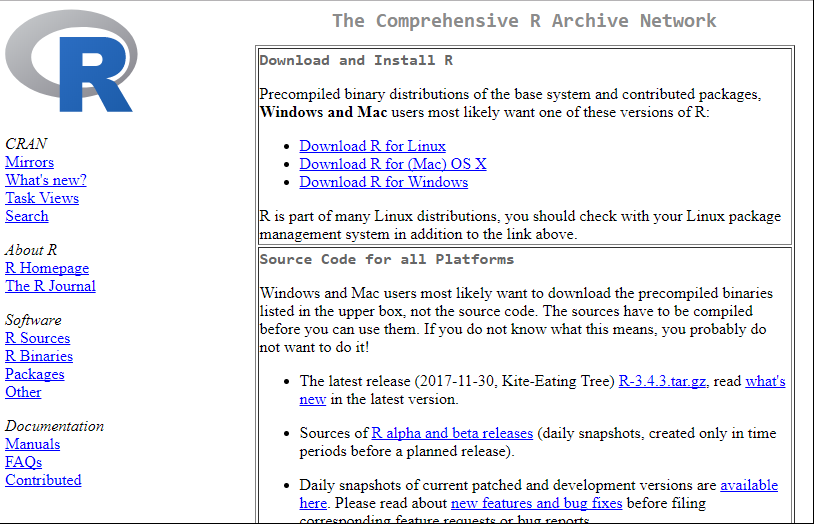 The Comprehensive R Archive Network
R
CRAN
Mirrors
What's new?
Task Views
Search
About R
R Homepage
The R Journal
Software
R Sources
R Binaries
Packages
Other
Documentation
Manuals
FAQs
Contributed
Download and Install R
Precompiled binary distributions of the base system and contributed packages,
Windows and Mac users most likely want one of these versions of R:
• Download R for Linux
• Download R for (Mac) OS X
• Download R for Windows
R is part of many Linux distributions, you should check with your Linux package
management system in addition to the link above.
Source Code for all Platforms
Windows and Mac users most likely want to download the precompiled binaries
listed in the upper box, not the source code. The sources have to be compiled
before you can use them. If you do not know what this means, you probably do
not want to do it!
• The latest release (2017-11-30, Kite-Eating Tree) R-3.4.3.tar.gz, read what's
new in the latest version.
• Sources of R alpha and beta releases (daily snapshots, created only in time
periods before a planned release).
• Daily snapshots of current patched and development versions are available
here. Please read about new features and bug fixes before filing
corresponding feature requests or bug reports.